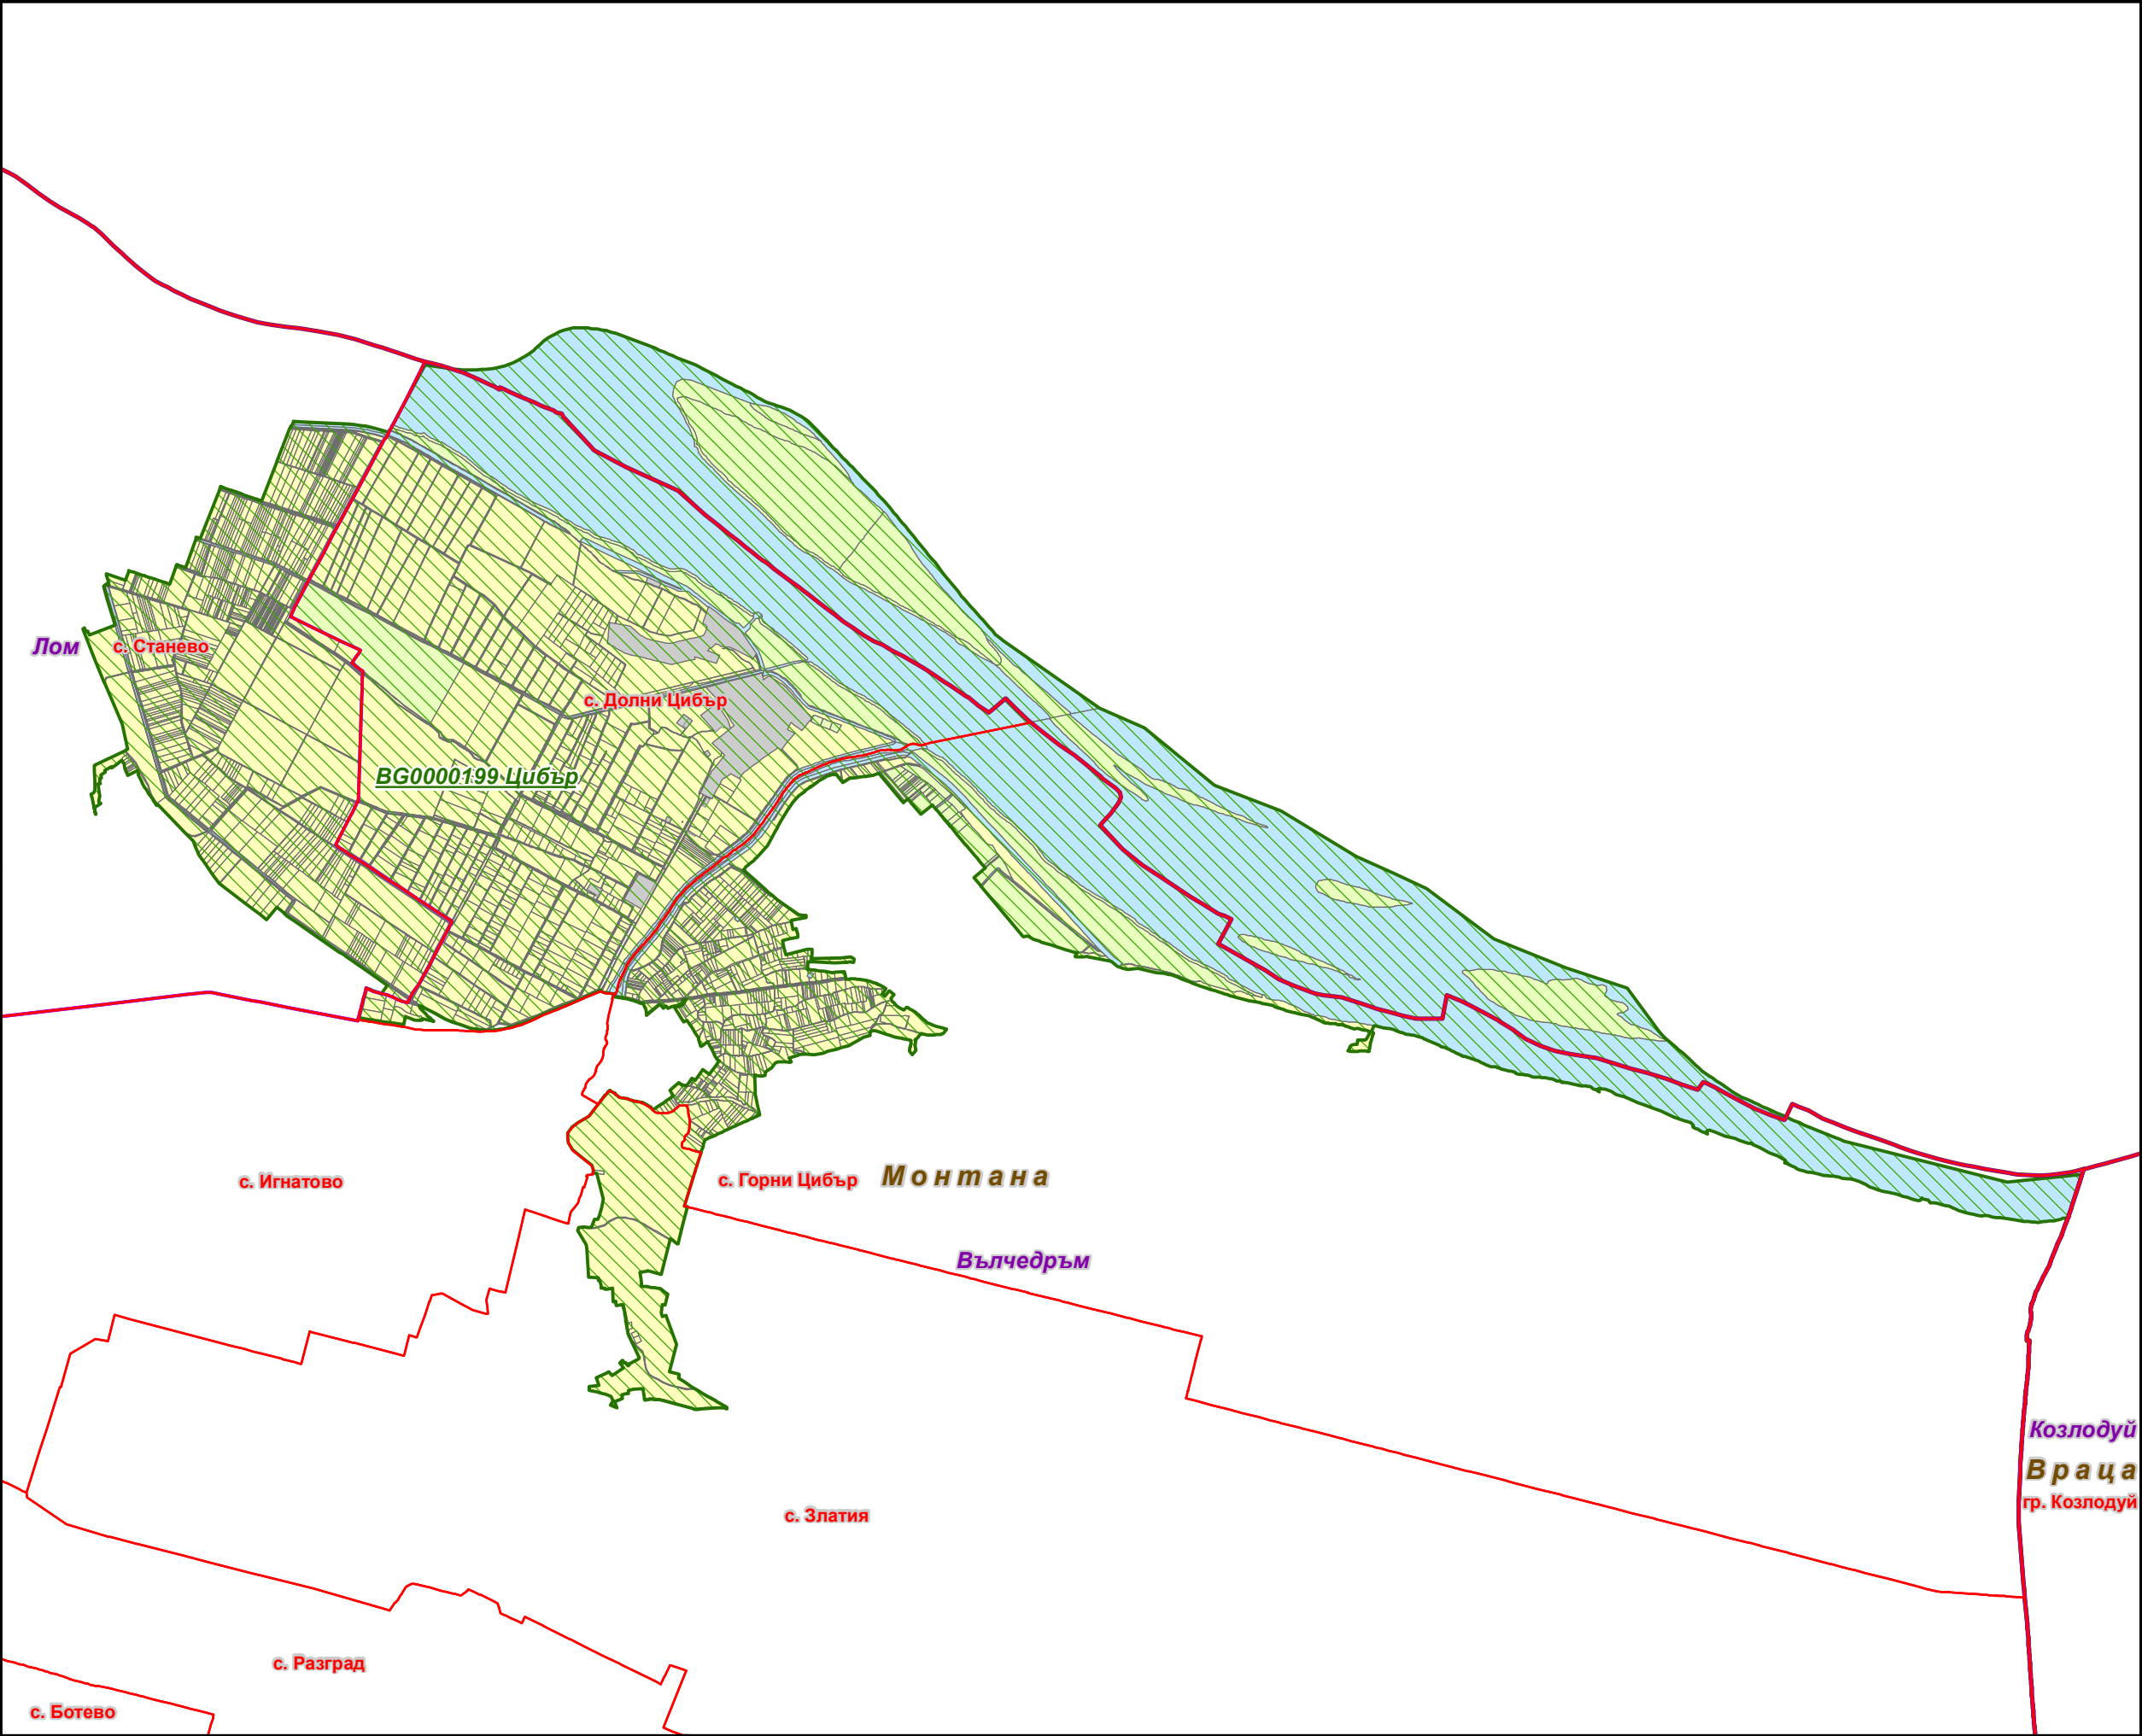 Лом
с. Станево
с. Долни Цибър
BG0000199 Цибър
с. Игнатово
с. Горни Цибър
Монтана
Вълчедръм
Козлодуй
Враца
гр. Козлодуй
с. Златия
с. Разград
с. Ботево